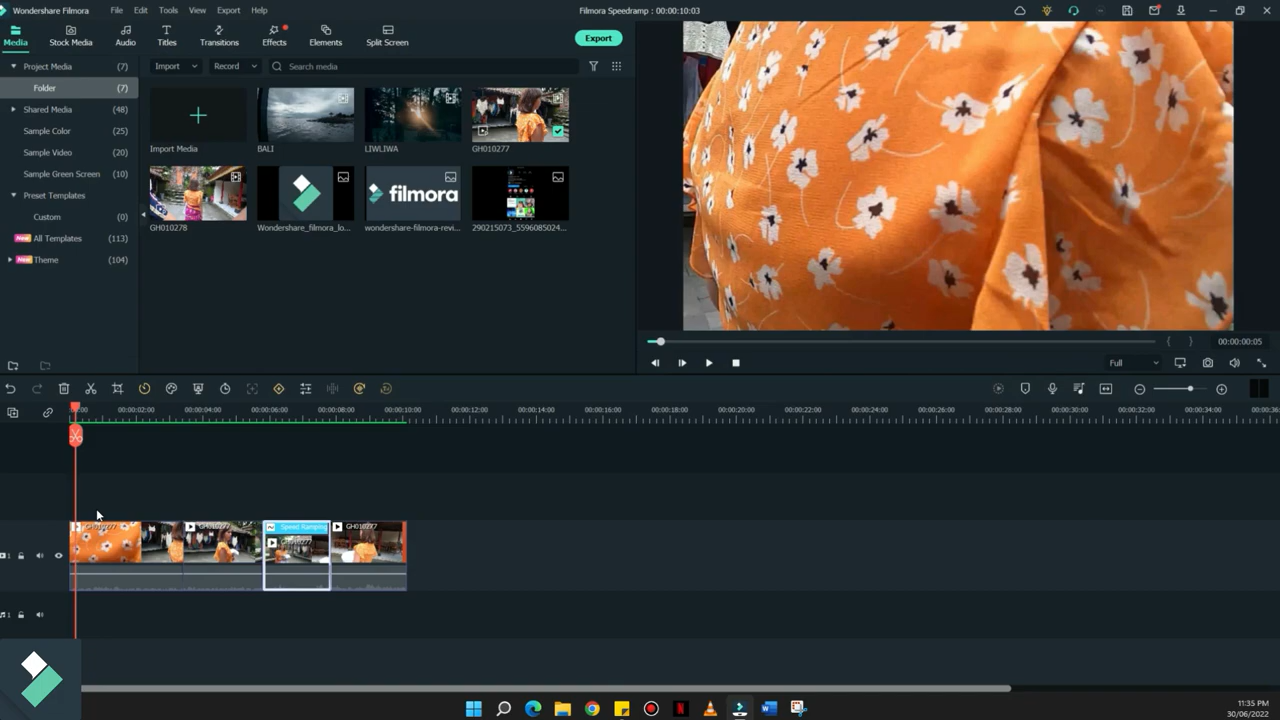 Wondershare Filmora
File
Edit
Tools
View
Export
Help
Filmora Speedramp : 00:00:10:03
Media
Stock Media
Audio
Titles
Transitions
Effects
Elements
Split Screen
Export
Project Media (7)
Folder (7)
Shared Media (48)
Sample Color (25)
Sample Video (20)
Sample Green Screen (10)
Preset Templates
Custom (0)
New All Templates (113)
New Theme (104)
Import
Record
Search media
Import Media
BALI
LIWLIWA
GH010277
filmora
GH010278
Wondershare_filmora_lo...
wondershare-filmora-revi...
290215073_5596085024...
00:00:00:05
Full
00:00
00:00:02:00
00:00:04:00
00:00:06:00
00:00:08:00
00:00:10:00
00:00:12:00
00:00:14:00
00:00:16:00
00:00:18:00
00:00:20:00
00:00:22:00
00:00:24:00
00:00:26:00
00:00:28:00
00:00:30:00
00:00:32:00
00:00:34:00
00:00:36
GH010277
GH010277
Speed Ramping
GH010277
GH010277
1
1
11:35 PM
30/06/2022